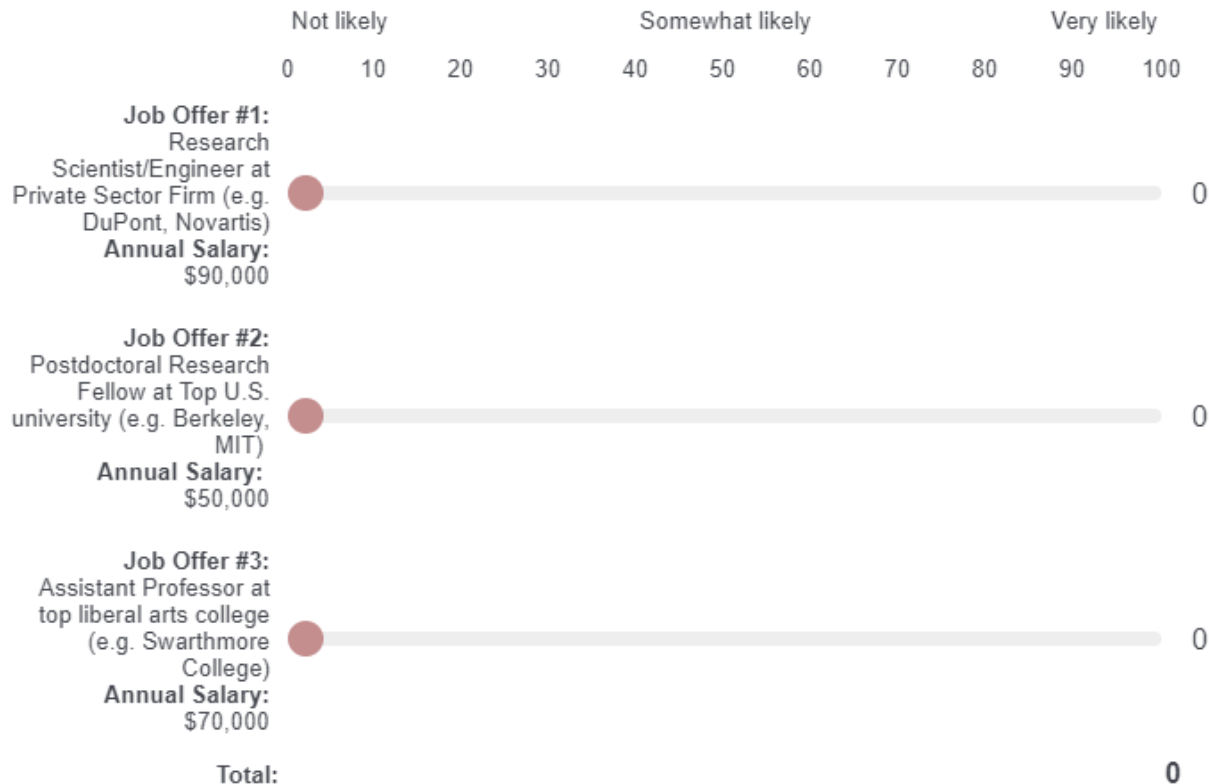 Not likely Somewhat likely Very likely
0 10 20 30 40 50 60 70 80 90 100
Job Offer #1:
Research
Scientist/Engineer at
Private Sector Firm (e.g.
DuPont, Novartis)
Annual Salary:
$90,000
0
Job Offer #2:
Postdoctoral Research
Fellow at Top U.S.
university (e.g. Berkeley,
MIT)
Annual Salary:
$50,000
0
Job Offer #3:
Assistant Professor at
top liberal arts college
(e.g. Swarthmore
College)
Annual Salary:
$70,000
0
Total: 0